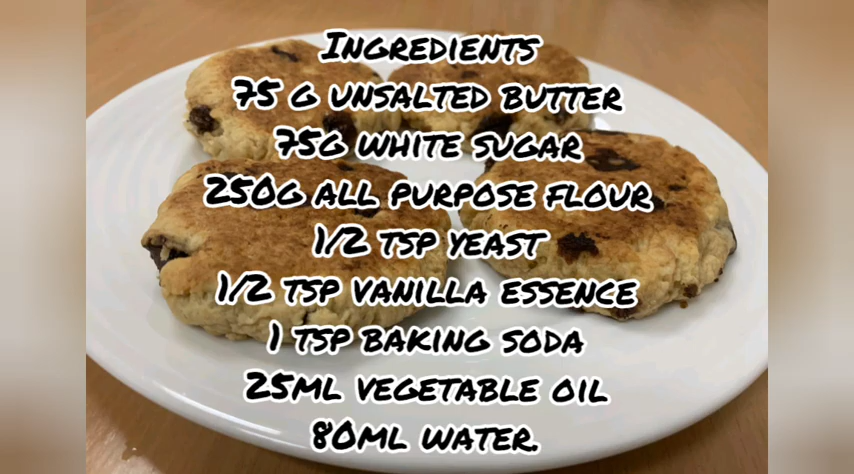 Ingredients
75 g unsalted butter
75g white sugar
250g all purpose flour
1/2 tsp yeast
1/2 tsp vanilla essence
1 tsp baking soda
25ml vegetable oil
80ml water.